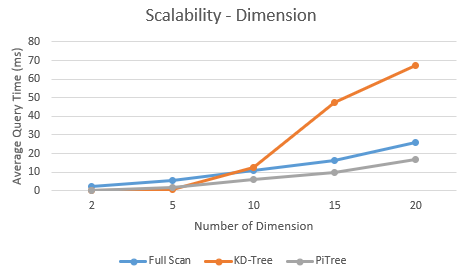 Scalability - Dimension
Average Query Time (ms)
80
70
60
50
40
30
20
10
0
2 5 10 15 20
Number of Dimension
Full Scan KD-Tree PiTree